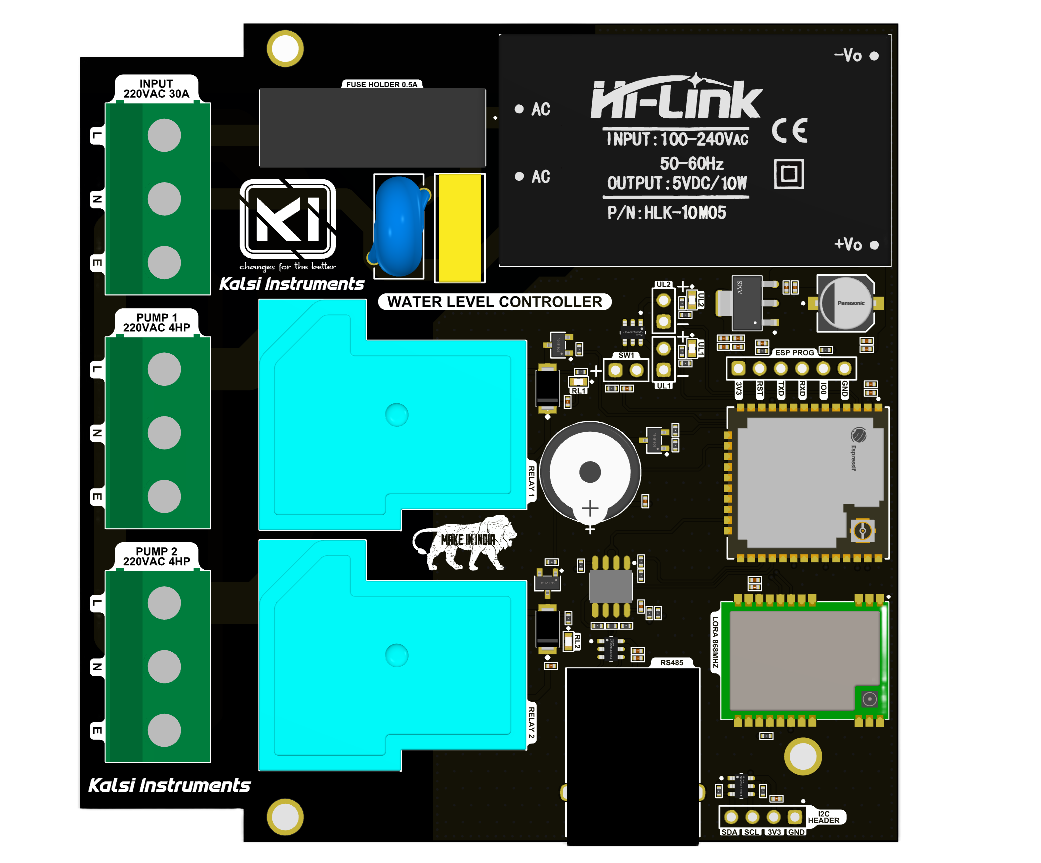 INPUT
220VAC 30A
L
N
E
FUSE HOLDER 0.5A
KI
changes for the better
Kalsi Instruments
Hi-Link
INPUT:100-240VAC
50-60Hz
OUTPUT:5VDC/10W
P/N:HLK-10M05
AC
AC
-Vo
+Vo
CE
WATER LEVEL CONTROLLER
PUMP 1
220VAC 4HP
L
N
E
RELAY 1
RL1
SW1
UL2
UL2
UL1
UL1
Panasonic
ESP PROG
3V3
RST
TXD
RXD
IO0
GND
Espressif
MAKE IN INDIA
PUMP 2
220VAC 4HP
L
N
E
RELAY 2
RL2
RS485
LORA 868MHZ
Kalsi Instruments
I2C
HEADER
SDA
SCL
3V3
GND